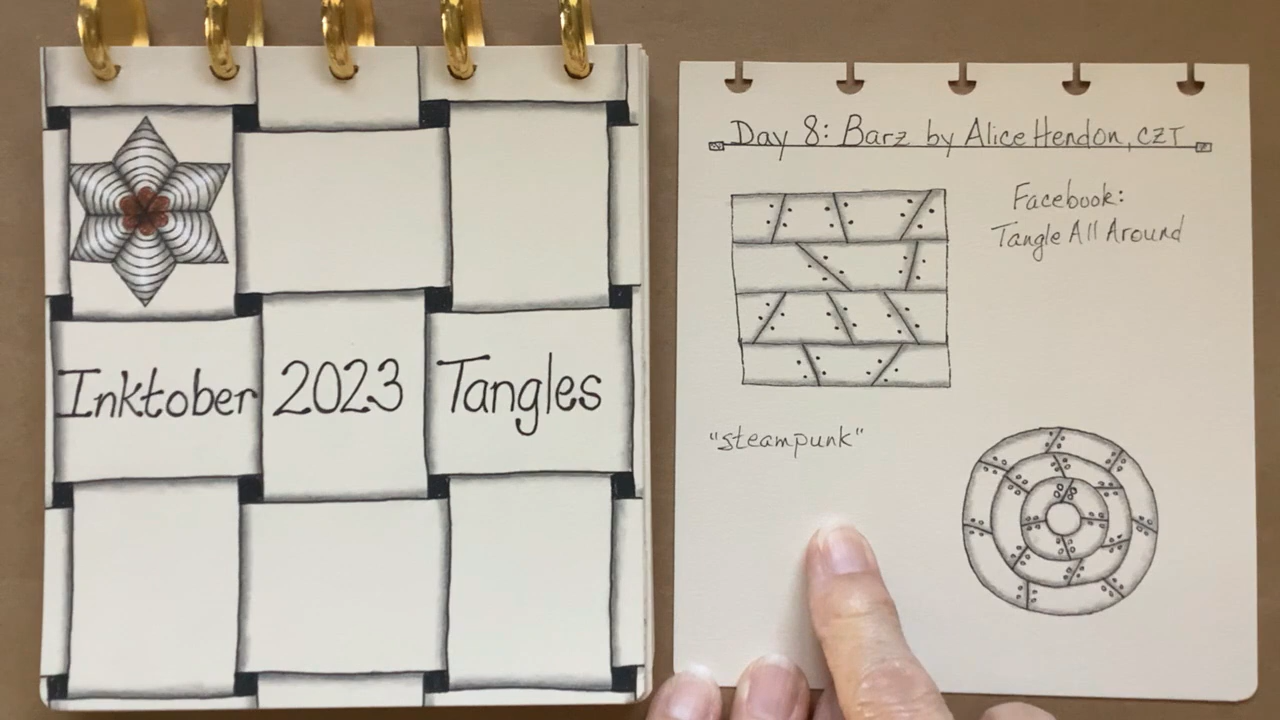 Inktober 2023 Tangles
Day 8: Barz by Alice Hendon, CZT
Facebook:
Tangle All Around
"steampunk"